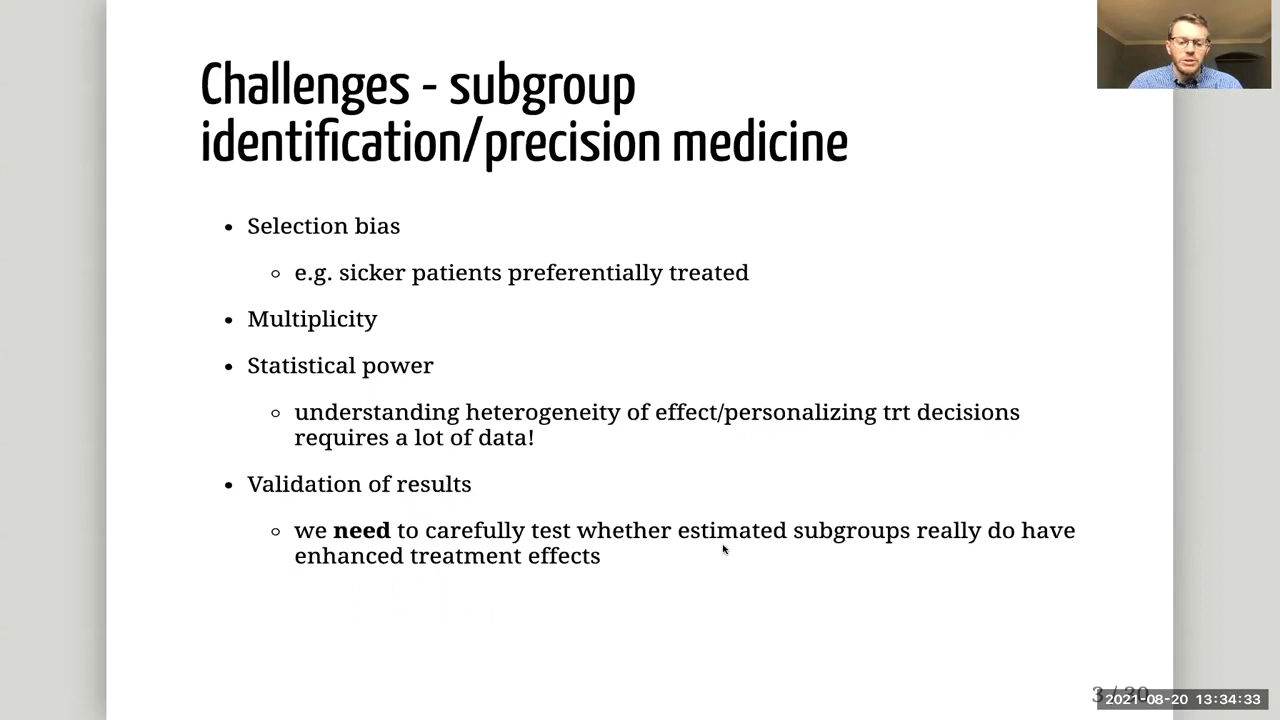 Challenges - subgroup
identification/precision medicine
• Selection bias
◦ e.g. sicker patients preferentially treated
• Multiplicity
• Statistical power
◦ understanding heterogeneity of effect/personalizing trt decisions
requires a lot of data!
• Validation of results
◦ we need to carefully test whether estimated subgroups really do have
enhanced treatment effects
3 / 20
2021-08-20 13:34:33